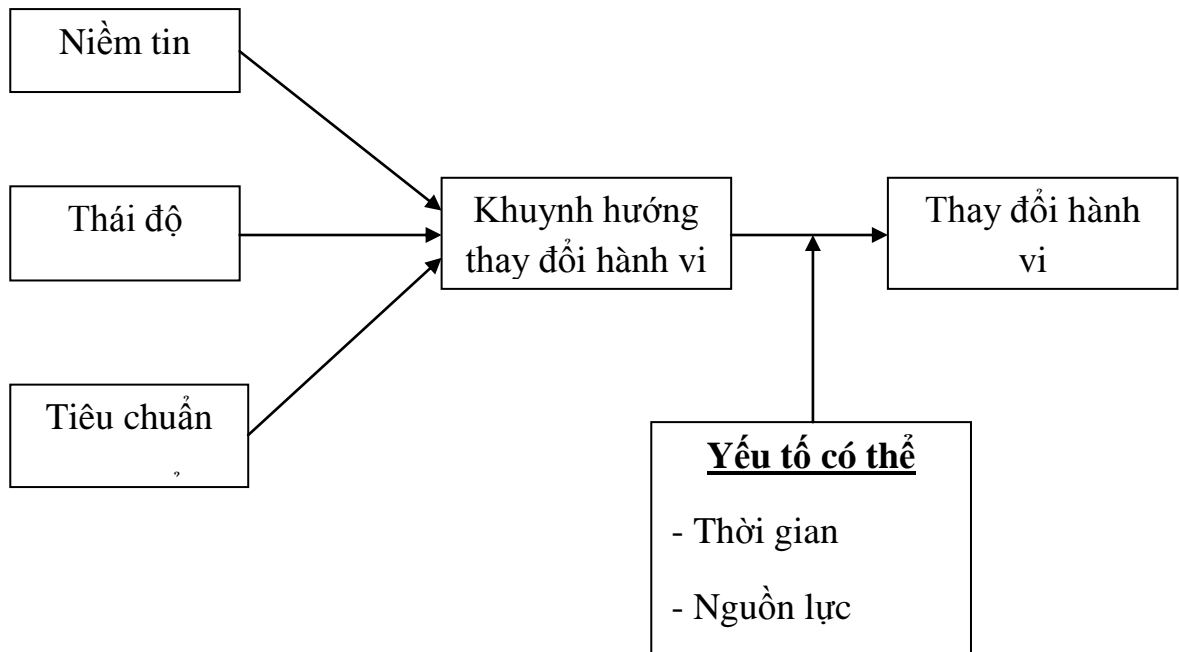 Niềm tin
Thái độ
Khuynh hướng
thay đổi hành vi
Thay đổi hành
vi
Tiêu chuẩn
Yếu tố có thể
- Thời gian
- Nguồn lực